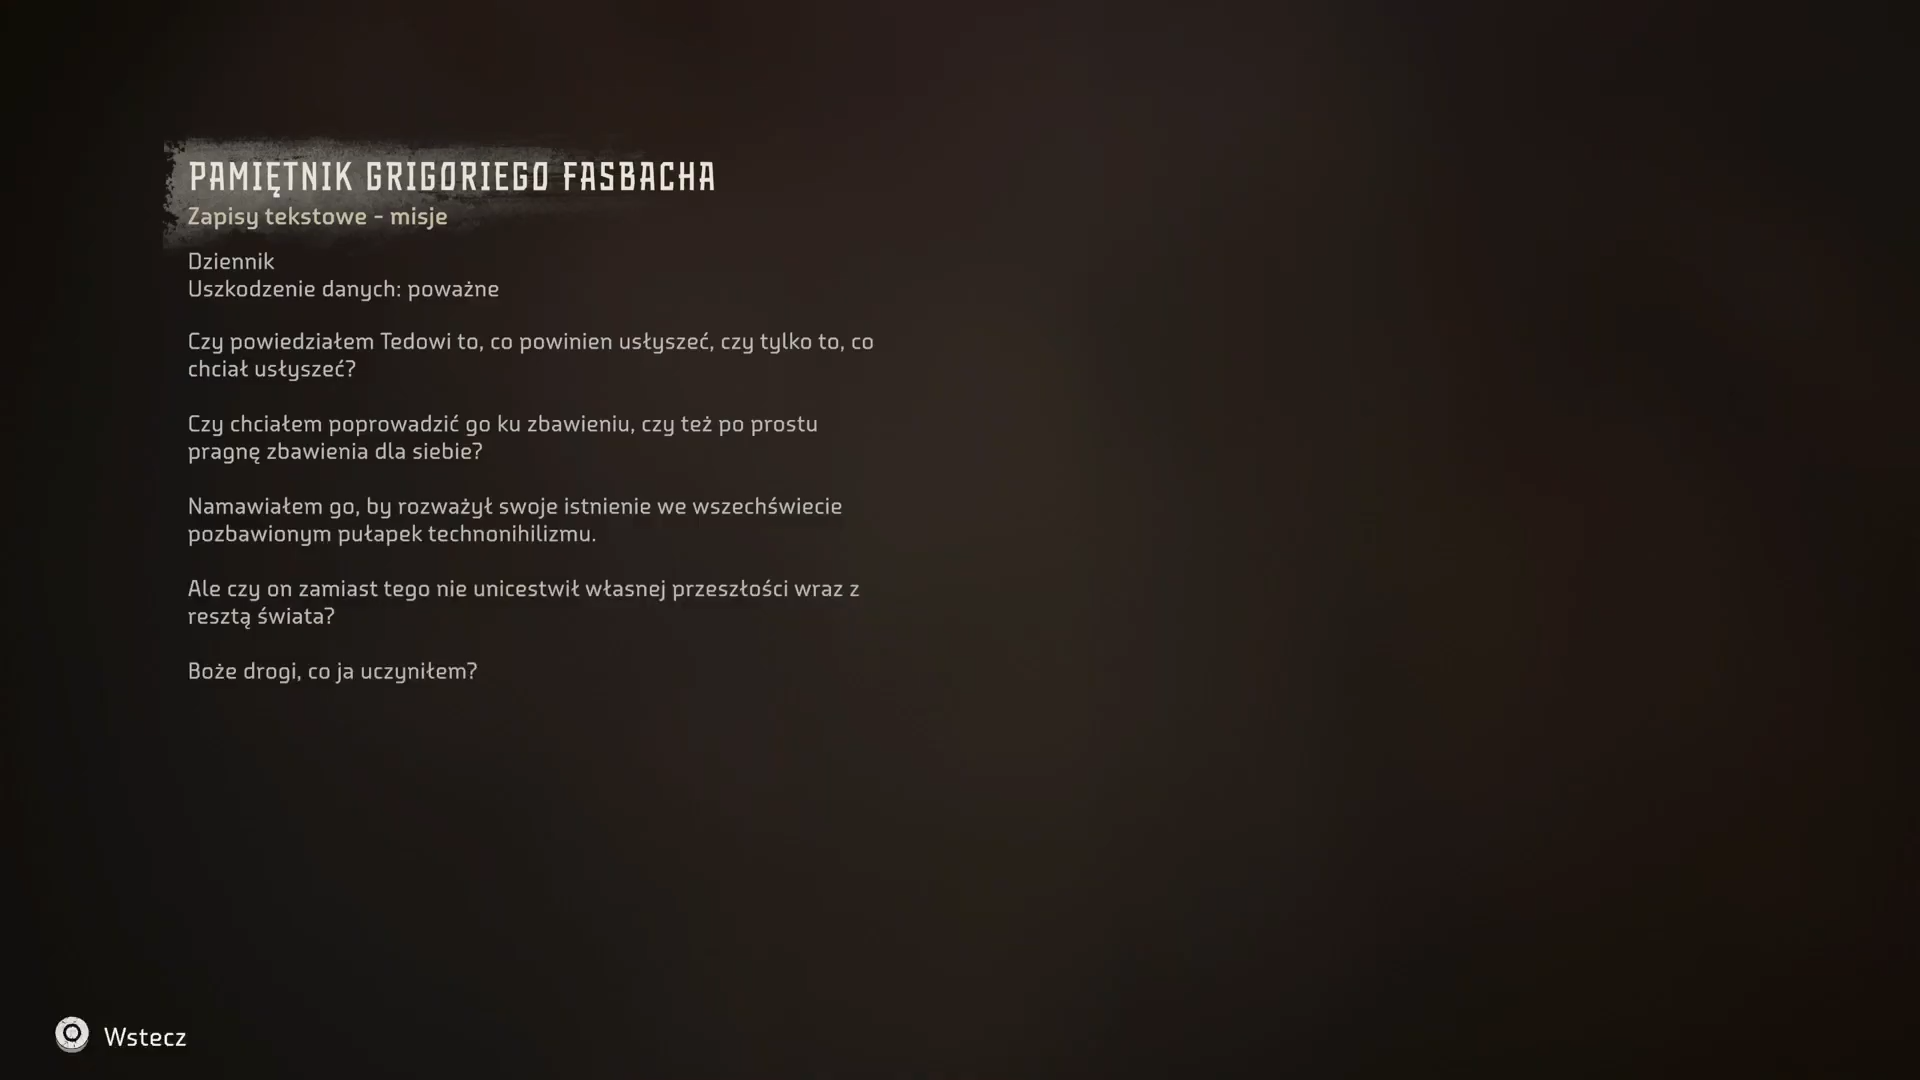 PAMIĘTNIK GRIGORIEGO FASBACHA
Zapisy tekstowe - misje
Dziennik
Uszkodzenie danych: poważne
Czy powiedziałem Tedowi to, co powinien usłyszeć, czy tylko to, co
chciał usłyszeć?
Czy chciałem poprowadzić go ku zbawieniu, czy też po prostu
pragnę zbawienia dla siebie?
Namawiałem go, by rozważył swoje istnienie we wszechświecie
pozbawionym pułapek technonihilizmu.
Ale czy on zamiast tego nie unicestwił własnej przeszłości wraz z
resztą świata?
Boże drogi, co ja uczyniłem?
Wstecz